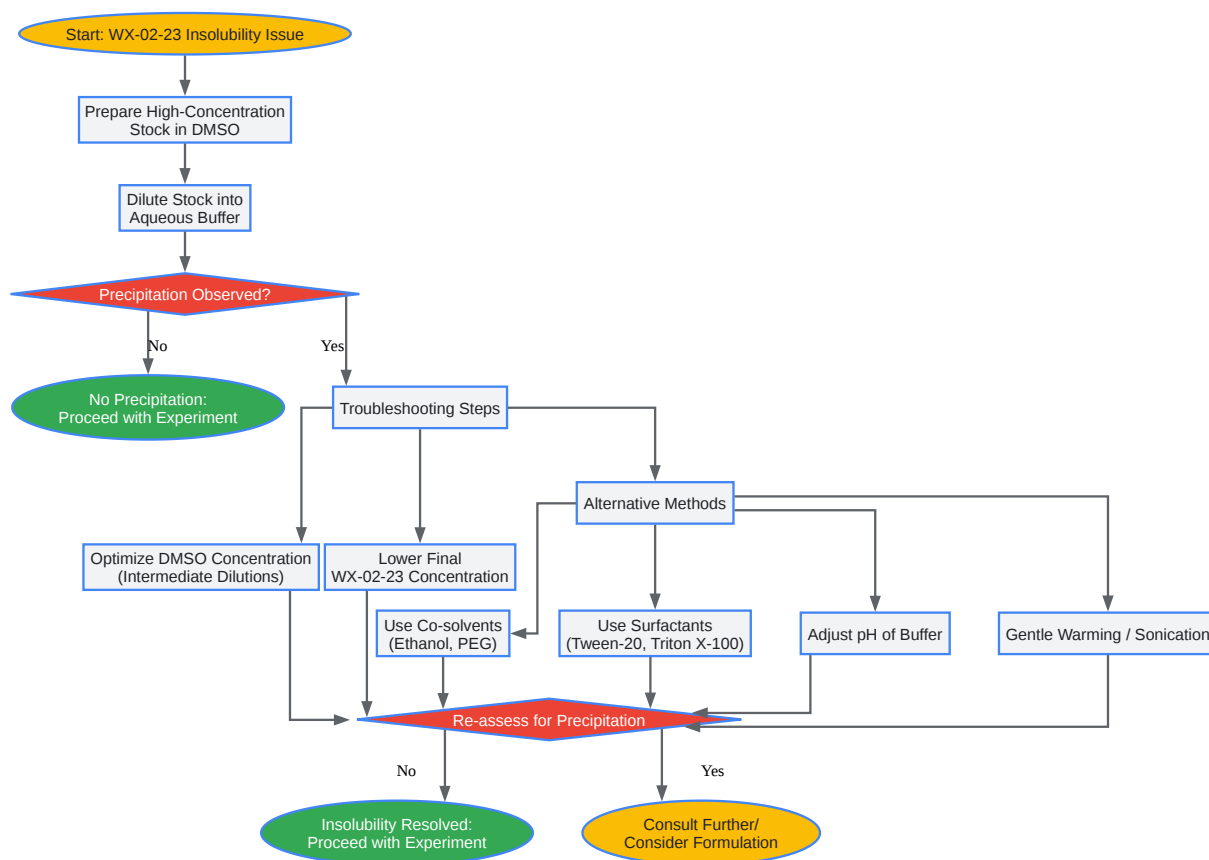 Start: WX-02-23 Insolubility Issue
Prepare High-Concentration
Stock in DMSO
Dilute Stock into
Aqueous Buffer
Precipitation Observed?
No
Yes
No Precipitation:
Proceed with Experiment
Troubleshooting Steps
Alternative Methods
Optimize DMSO Concentration
(Intermediate Dilutions)
Lower Final
WX-02-23 Concentration
Use Co-solvents
(Ethanol, PEG)
Use Surfactants
(Tween-20, Triton X-100)
Adjust pH of Buffer
Gentle Warming / Sonication
Re-assess for Precipitation
No
Yes
Insolubility Resolved:
Proceed with Experiment
Consult Further/
Consider Formulation